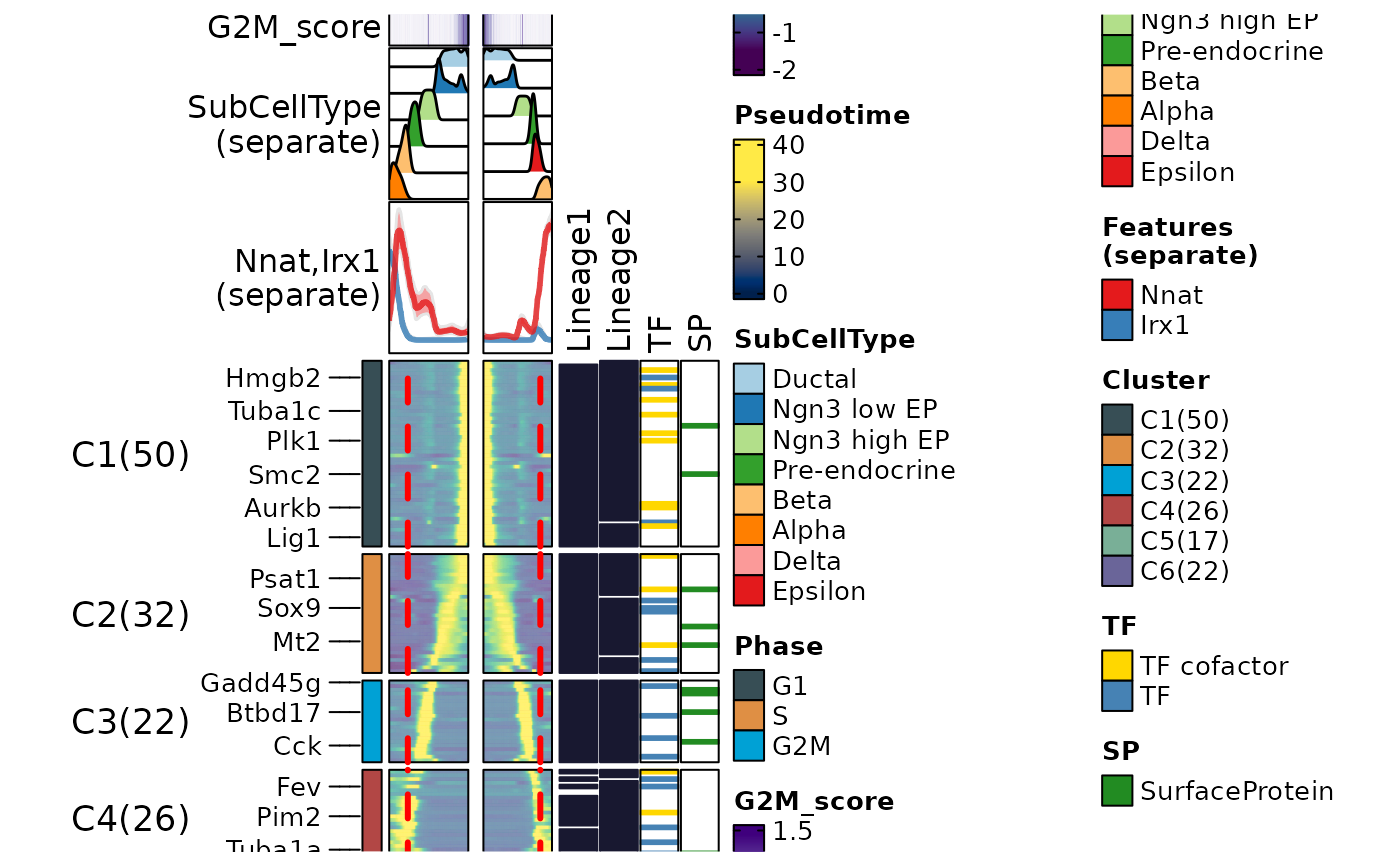 G2M_score
SubCellType
(separate)
Nnat,Irx1
(separate)
Lineage1
Lineage2
TF
SP
Hmgb2
Tuba1c
Plk1
Smc2
Aurkb
Lig1
C1(50)
Psat1
Sox9
Mt2
C2(32)
Gadd45g
Btbd17
Cck
C3(22)
Fev
Pim2
Tuba1a
C4(26)
-1
-2
Pseudotime
40
30
20
10
0
SubCellType
Ductal
Ngn3 low EP
Ngn3 high EP
Pre-endocrine
Beta
Alpha
Delta
Epsilon
Phase
G1
S
G2M
G2M_score
1.5
Ngn3 high EP
Pre-endocrine
Beta
Alpha
Delta
Epsilon
Features
(separate)
Nnat
Irx1
Cluster
C1(50)
C2(32)
C3(22)
C4(26)
C5(17)
C6(22)
TF
TF cofactor
TF
SP
SurfaceProtein